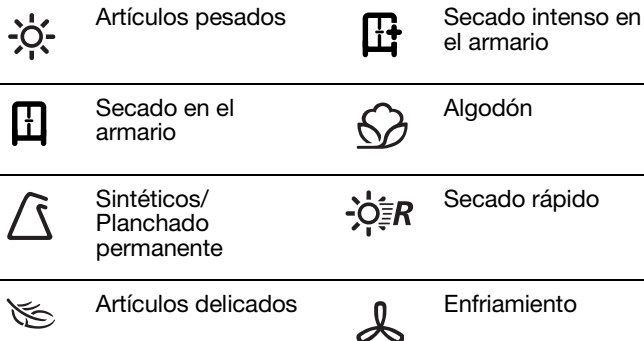 Artículos pesados
Secado intenso en
el armario
Secado en el
armario
Algodón
Sintéticos/
Planchado
permanente
R
Secado rápido
Artículos delicados
Enfriamiento